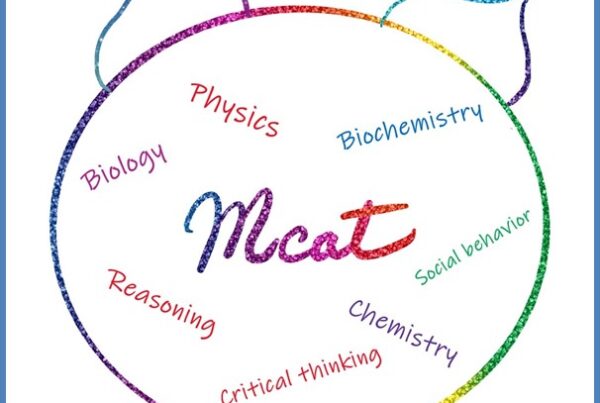 Physics
Biochemistry
Biology
Mcat
Social behavior
Reasoning
Chemistry
Critical thinking